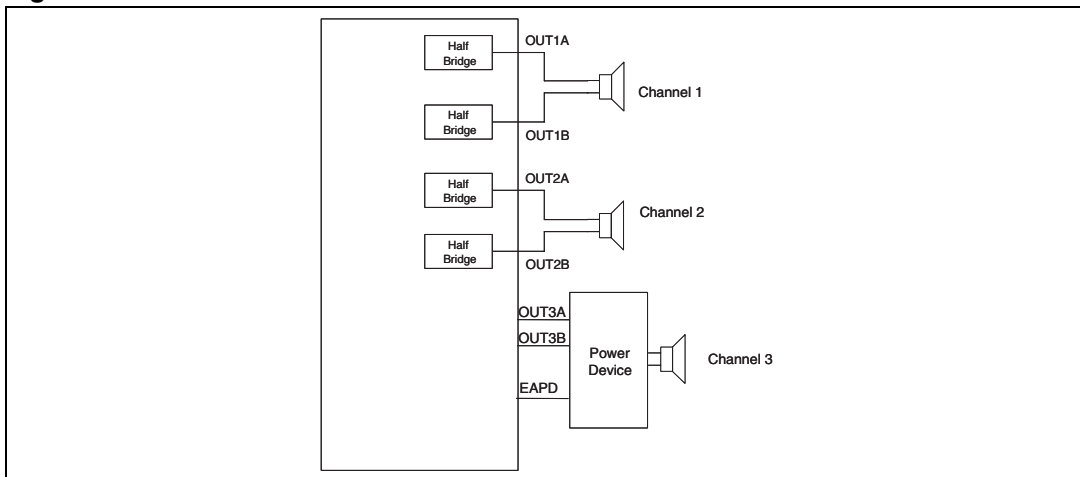 Half
Bridge
OUT1A
Channel 1
Half
Bridge
OUT1B
Half
Bridge
OUT2A
Channel 2
Half
Bridge
OUT2B
OUT3A
OUT3B
Power
Device
Channel 3
EAPD